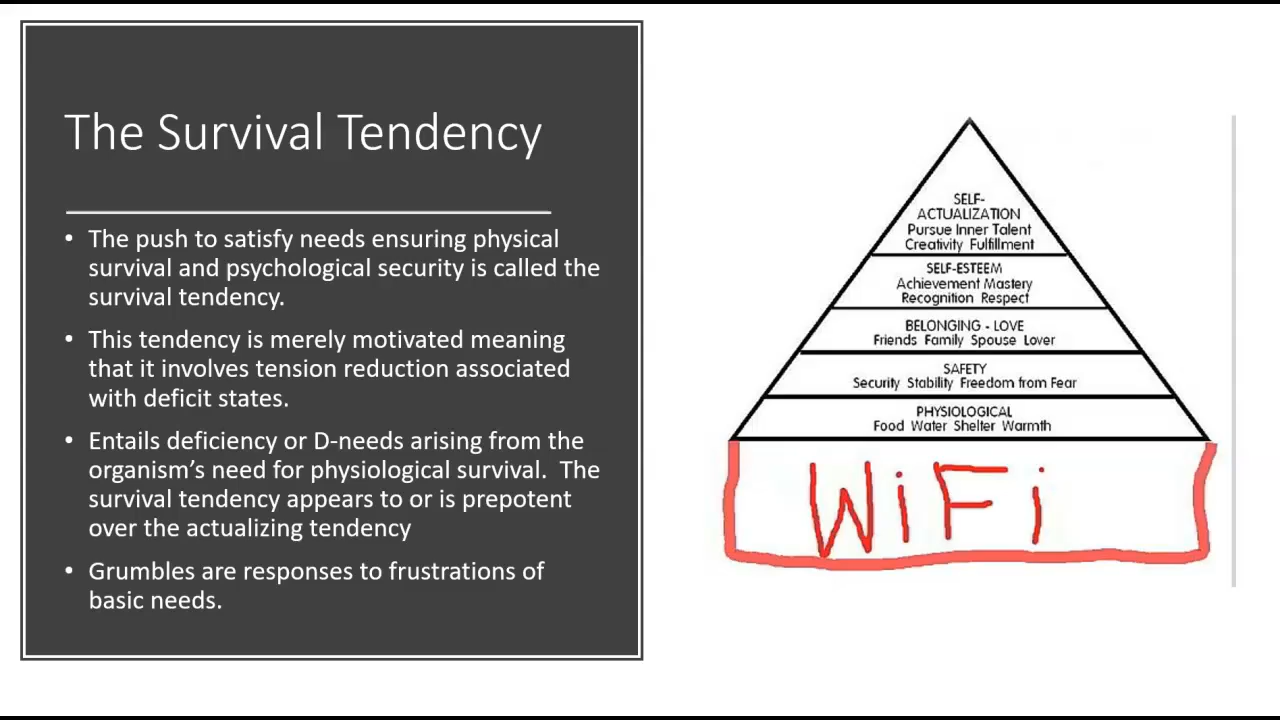 The Survival Tendency
• The push to satisfy needs ensuring physical
survival and psychological security is called the
survival tendency.
• This tendency is merely motivated meaning
that it involves tension reduction associated
with deficit states.
• Entails deficiency or D-needs arising from the
organism's need for physiological survival.  The
survival tendency appears to or is prepotent
over the actualizing tendency
• Grumbles are responses to frustrations of
basic needs.
SELF-
ACTUALIZATION
Pursue Inner Talent
Creativity Fulfillment
SELF-ESTEEM
Achievement Mastery
Recognition Respect
BELONGING - LOVE
Friends Family Spouse Lover
SAFETY
Security Stability Freedom from Fear
PHYSIOLOGICAL
Food Water Shelter Warmth
WiFi